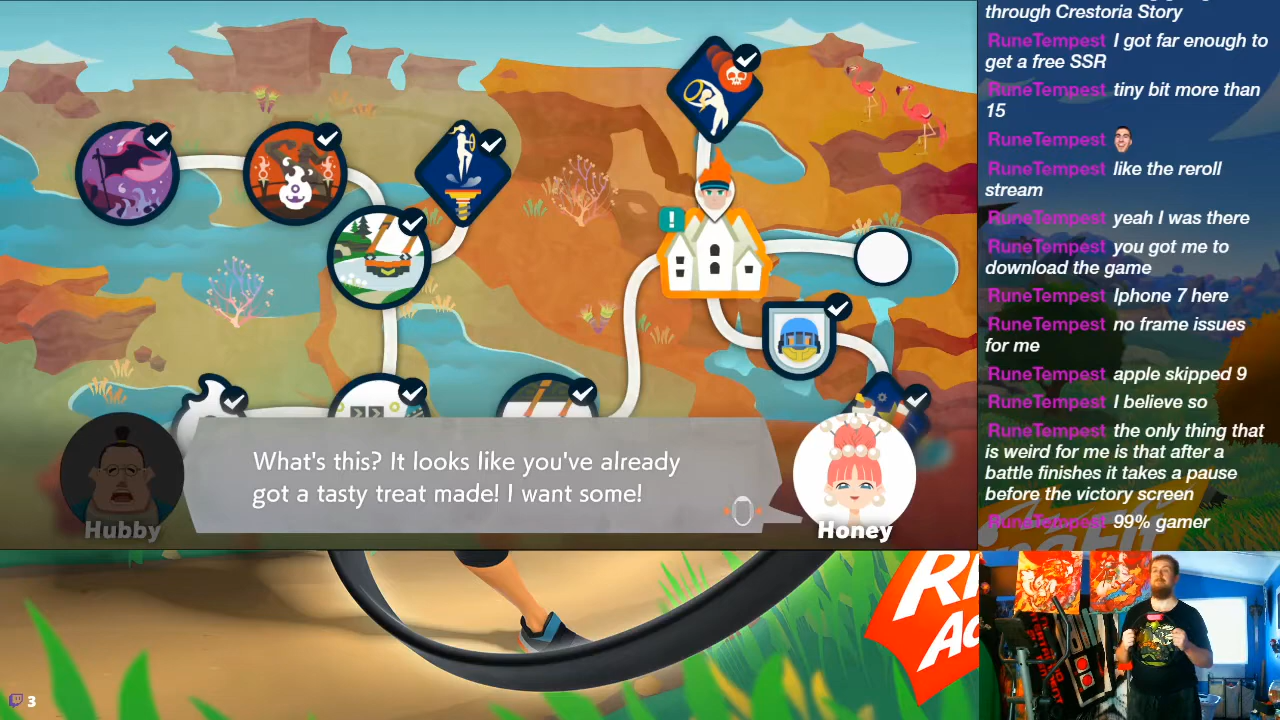 through Crestoria Story
RuneTempest I got far enough to
get a free SSR
RuneTempest tiny bit more than
15
RuneTempest
RuneTempest like the reroll
stream
RuneTempest yeah I was there
RuneTempest you got me to
download the game
RuneTempest Iphone 7 here
RuneTempest no frame issues
for me
RuneTempest apple skipped 9
RuneTempest I believe so
RuneTempest the only thing that
is weird for me is that after a
battle finishes it takes a pause
before the victory screen
RuneTempest 99% gamer
!
What's this? It looks like you've already
got a tasty treat made! I want some!
Hubby
Honey
3